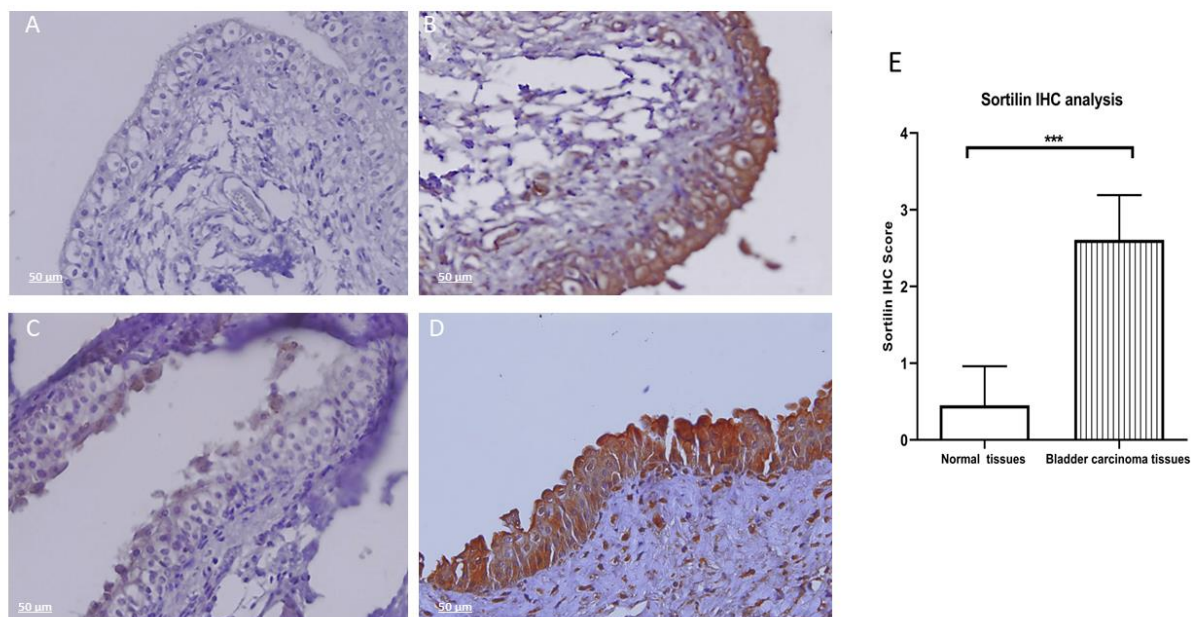 A
B
50 µm
50 µm
C
D
50 µm
50 µm
E
Sortilin IHC analysis
***
4
3
2
1
0
Sortilin IHC Score
Normal tissues
Bladder carcinoma tissues